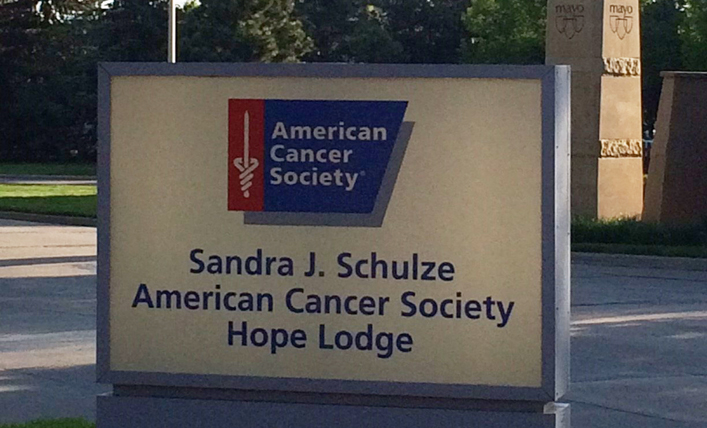 mayo
mayo
American
Cancer
Society®
Sandra J. Schulze
American Cancer Society
Hope Lodge